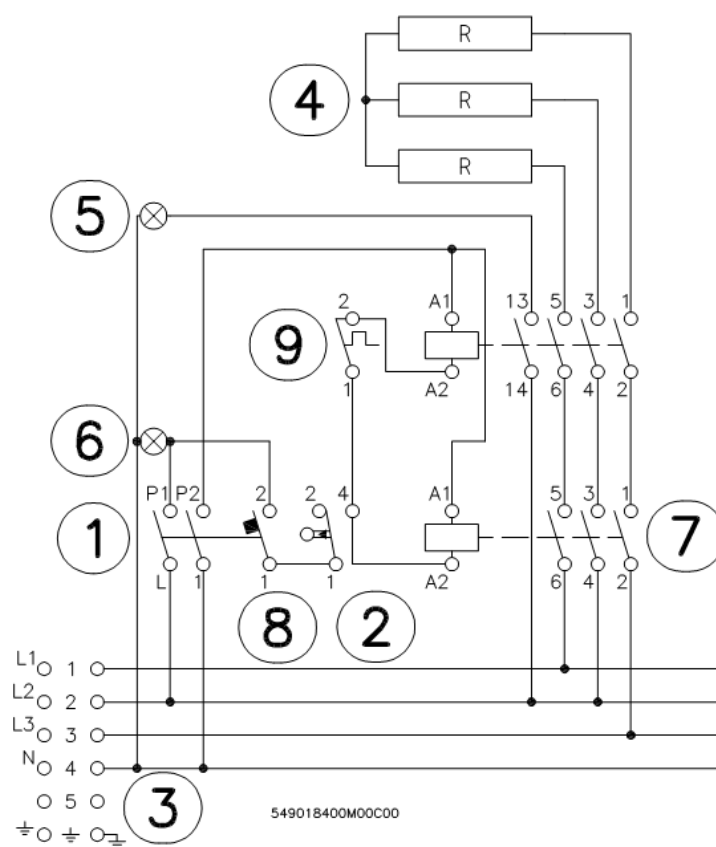 R
4 R
R
5
2 A1 13 5 3 1
9
1 A2 14 6 4 2
6
P1 P2 2 2 4 A1 5 3 1
1 7
L 1 1 1 A2 6 4 2
8 2
L1 1
L2 2
L3 3
N 4
5
3
549018400M00C00